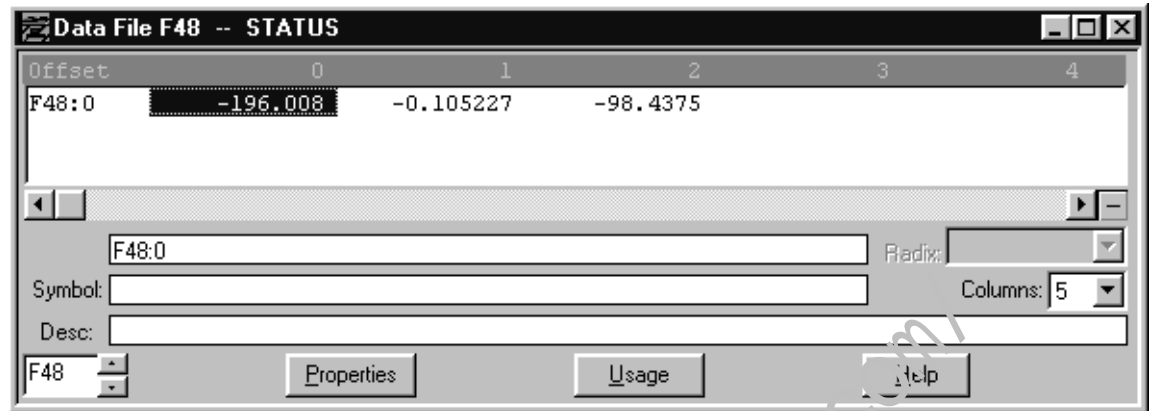 Data File F48 -- STATUS
Offset 0 1 2 3 4
F48:0 -196.008 -0.105227 -98.4375
F48:0 Radix:
Symbol: Columns: 5
Desc:
F48 Properties Usage Help